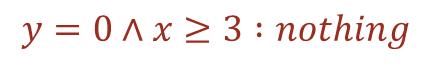 y = 0 ∧ x ≥ 3 : nothing